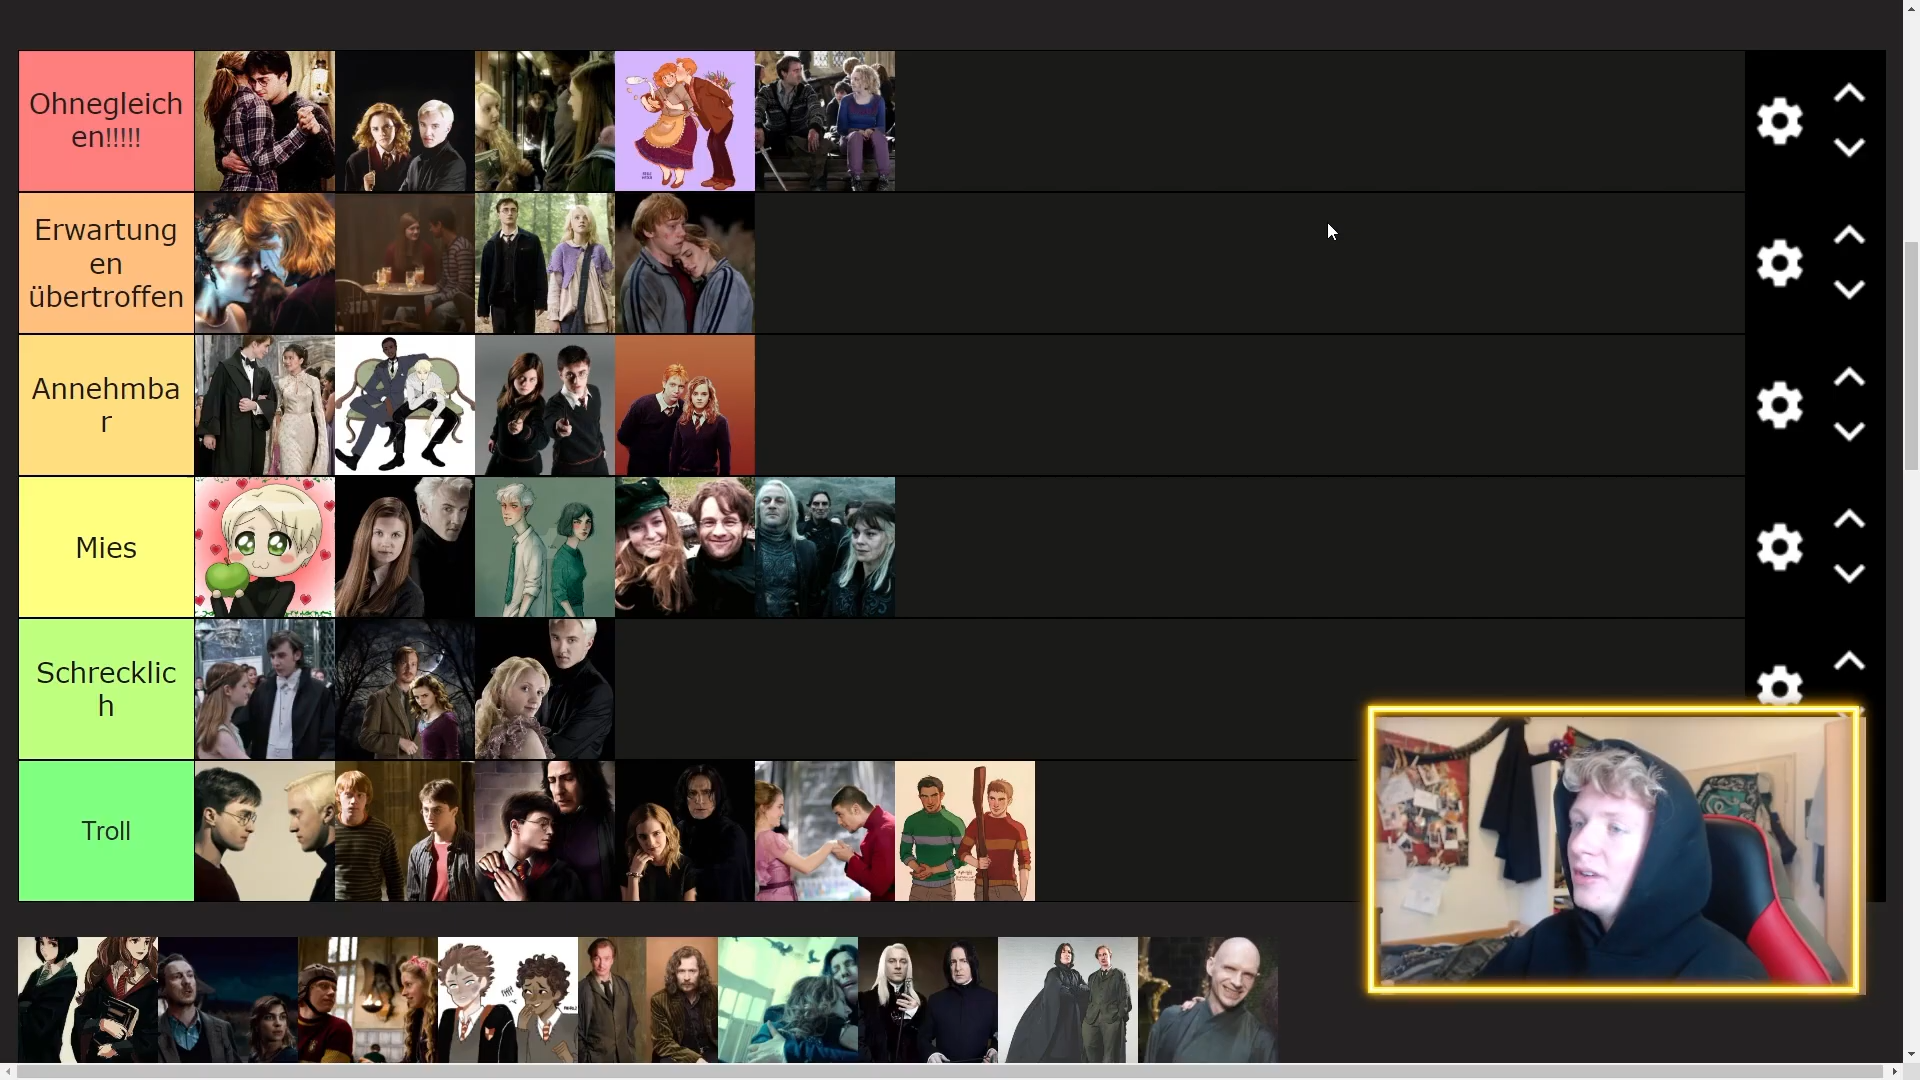 Ohnegleich
en!!!!!
Erwartung
en
übertroffen
Annehmba
r
Mies
Schrecklic
h
Troll